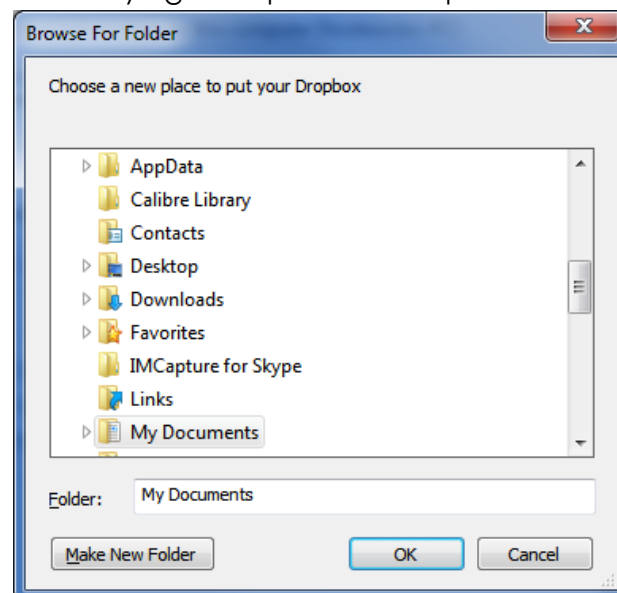 Browse For Folder
Choose a new place to put your Dropbox
AppData
Calibre Library
Contacts
Desktop
Downloads
Favorites
IMCapture for Skype
Links
My Documents
Folder: My Documents
Make New Folder OK Cancel